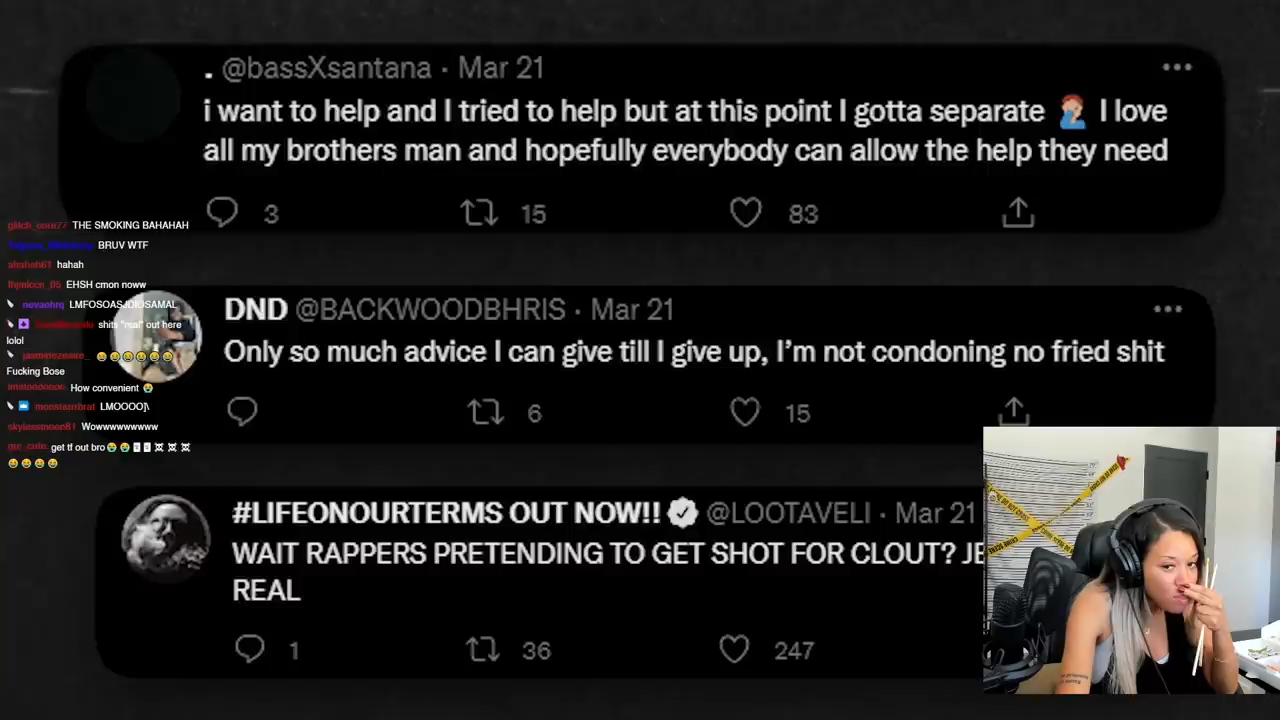 . @bassXsantana · Mar 21
i want to help and I tried to help but at this point I gotta separate 🤦 I love
all my brothers man and hopefully everybody can allow the help they need
3 15 83
THE SMOKING BAHAHAH
BRUV WTF
hahah
EHSH cmon noww
LMFOSOASJDIOSAMAL
shits "real" out here
lolol
Fucking Bose
How convenient 😭
monstarrbrat LMOOOO]\
skylessmoon81 Wowwwwwwwww
get tf out bro
DND @BACKWOODBHRIS · Mar 21
Only so much advice I can give till I give up, I'm not condoning no fried shit
6 15
#LIFEONOURTERMS OUT NOW!! @LOOTAVELI · Mar 21
WAIT RAPPERS PRETENDING TO GET SHOT FOR CLOUT?
REAL
1 36 247